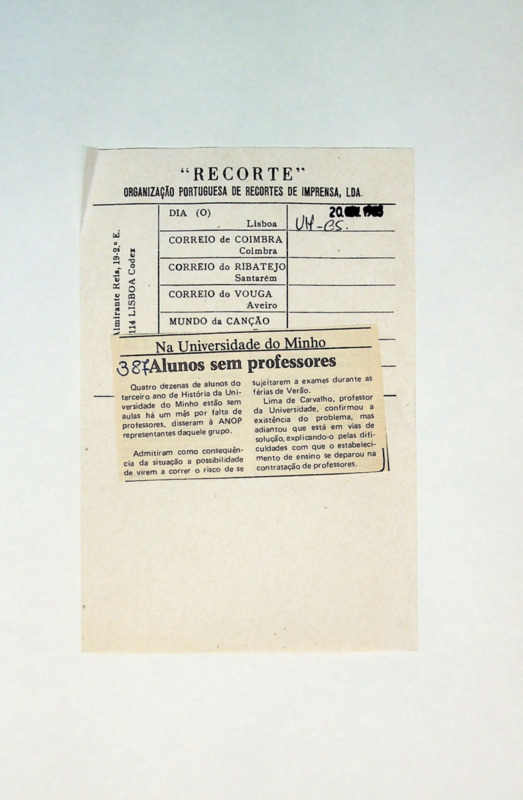 “RECORTE”
ORGANIZAÇÃO PORTUGUESA DE RECORTES DE IMPRENSA, LDA.
Almirante Reis, 19-2.º E.
114 LISBOA Codex
DIA (O)
Lisboa
20
UM-CS.
CORREIO de COIMBRA
Coimbra
CORREIO do RIBATEJO
Santarém
CORREIO do VOUGA
Aveiro
MUNDO da CANÇÃO
Na Universidade do Minho
387
Alunos sem professores
Quatro dezenas de alunos do
terceiro ano de História da Uni-
versidade do Minho estão sem
aulas há um mês por falta de
professores, disseram à ANOP
representantes daquele grupo.
Admitiram como consequên-
cia da situação a possibilidade
de virem a correr o risco de se
sujeitarem a exames durante as
férias de Verão.
Lima de Carvalho, professor
da Universidade, confirmou a
existência do problema, mas
adiantou que está em vias de
solução, explicando-o pelas difi-
culdades com que o estabeleci-
mento de ensino se deparou na
contratação de professores.